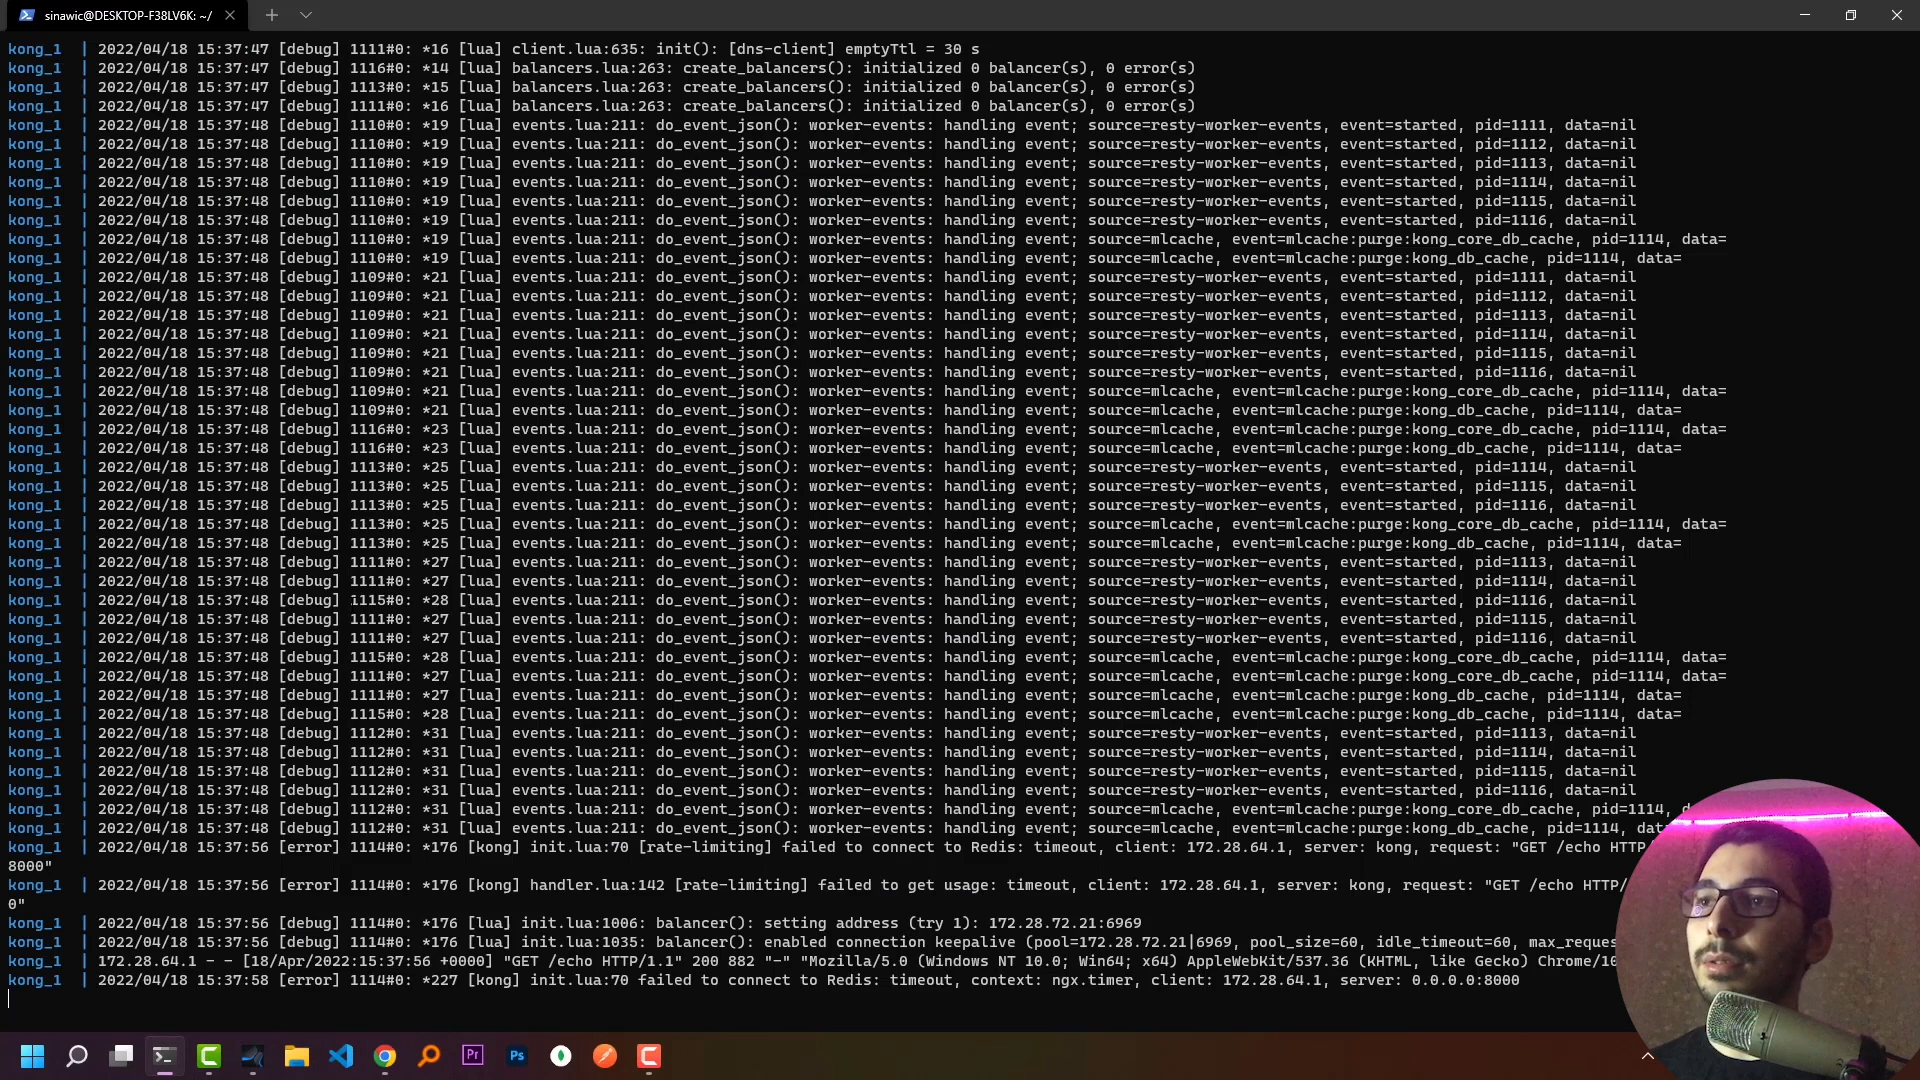 sinawic@DESKTOP-F38LV6K: ~/
kong_1 | 2022/04/18 15:37:47 [debug] 1111#0: *16 [lua] client.lua:635: init(): [dns-client] emptyTtl = 30 s
kong_1 | 2022/04/18 15:37:47 [debug] 1116#0: *14 [lua] balancers.lua:263: create_balancers(): initialized 0 balancer(s), 0 error(s)
kong_1 | 2022/04/18 15:37:47 [debug] 1113#0: *15 [lua] balancers.lua:263: create_balancers(): initialized 0 balancer(s), 0 error(s)
kong_1 | 2022/04/18 15:37:47 [debug] 1111#0: *16 [lua] balancers.lua:263: create_balancers(): initialized 0 balancer(s), 0 error(s)
kong_1 | 2022/04/18 15:37:48 [debug] 1110#0: *19 [lua] events.lua:211: do_event_json(): worker-events: handling event; source=resty-worker-events, event=started, pid=1111, data=nil
kong_1 | 2022/04/18 15:37:48 [debug] 1110#0: *19 [lua] events.lua:211: do_event_json(): worker-events: handling event; source=resty-worker-events, event=started, pid=1112, data=nil
kong_1 | 2022/04/18 15:37:48 [debug] 1110#0: *19 [lua] events.lua:211: do_event_json(): worker-events: handling event; source=resty-worker-events, event=started, pid=1113, data=nil
kong_1 | 2022/04/18 15:37:48 [debug] 1110#0: *19 [lua] events.lua:211: do_event_json(): worker-events: handling event; source=resty-worker-events, event=started, pid=1114, data=nil
kong_1 | 2022/04/18 15:37:48 [debug] 1110#0: *19 [lua] events.lua:211: do_event_json(): worker-events: handling event; source=resty-worker-events, event=started, pid=1115, data=nil
kong_1 | 2022/04/18 15:37:48 [debug] 1110#0: *19 [lua] events.lua:211: do_event_json(): worker-events: handling event; source=resty-worker-events, event=started, pid=1116, data=nil
kong_1 | 2022/04/18 15:37:48 [debug] 1110#0: *19 [lua] events.lua:211: do_event_json(): worker-events: handling event; source=mlcache, event=mlcache:purge:kong_core_db_cache, pid=1114, data=
kong_1 | 2022/04/18 15:37:48 [debug] 1110#0: *19 [lua] events.lua:211: do_event_json(): worker-events: handling event; source=mlcache, event=mlcache:purge:kong_db_cache, pid=1114, data=
kong_1 | 2022/04/18 15:37:48 [debug] 1109#0: *21 [lua] events.lua:211: do_event_json(): worker-events: handling event; source=resty-worker-events, event=started, pid=1111, data=nil
kong_1 | 2022/04/18 15:37:48 [debug] 1109#0: *21 [lua] events.lua:211: do_event_json(): worker-events: handling event; source=resty-worker-events, event=started, pid=1112, data=nil
kong_1 | 2022/04/18 15:37:48 [debug] 1109#0: *21 [lua] events.lua:211: do_event_json(): worker-events: handling event; source=resty-worker-events, event=started, pid=1113, data=nil
kong_1 | 2022/04/18 15:37:48 [debug] 1109#0: *21 [lua] events.lua:211: do_event_json(): worker-events: handling event; source=resty-worker-events, event=started, pid=1114, data=nil
kong_1 | 2022/04/18 15:37:48 [debug] 1109#0: *21 [lua] events.lua:211: do_event_json(): worker-events: handling event; source=resty-worker-events, event=started, pid=1115, data=nil
kong_1 | 2022/04/18 15:37:48 [debug] 1109#0: *21 [lua] events.lua:211: do_event_json(): worker-events: handling event; source=resty-worker-events, event=started, pid=1116, data=nil
kong_1 | 2022/04/18 15:37:48 [debug] 1109#0: *21 [lua] events.lua:211: do_event_json(): worker-events: handling event; source=mlcache, event=mlcache:purge:kong_core_db_cache, pid=1114, data=
kong_1 | 2022/04/18 15:37:48 [debug] 1109#0: *21 [lua] events.lua:211: do_event_json(): worker-events: handling event; source=mlcache, event=mlcache:purge:kong_db_cache, pid=1114, data=
kong_1 | 2022/04/18 15:37:48 [debug] 1116#0: *23 [lua] events.lua:211: do_event_json(): worker-events: handling event; source=mlcache, event=mlcache:purge:kong_core_db_cache, pid=1114, data=
kong_1 | 2022/04/18 15:37:48 [debug] 1116#0: *23 [lua] events.lua:211: do_event_json(): worker-events: handling event; source=mlcache, event=mlcache:purge:kong_db_cache, pid=1114, data=
kong_1 | 2022/04/18 15:37:48 [debug] 1113#0: *25 [lua] events.lua:211: do_event_json(): worker-events: handling event; source=resty-worker-events, event=started, pid=1114, data=nil
kong_1 | 2022/04/18 15:37:48 [debug] 1113#0: *25 [lua] events.lua:211: do_event_json(): worker-events: handling event; source=resty-worker-events, event=started, pid=1115, data=nil
kong_1 | 2022/04/18 15:37:48 [debug] 1113#0: *25 [lua] events.lua:211: do_event_json(): worker-events: handling event; source=resty-worker-events, event=started, pid=1116, data=nil
kong_1 | 2022/04/18 15:37:48 [debug] 1113#0: *25 [lua] events.lua:211: do_event_json(): worker-events: handling event; source=mlcache, event=mlcache:purge:kong_core_db_cache, pid=1114, data=
kong_1 | 2022/04/18 15:37:48 [debug] 1113#0: *25 [lua] events.lua:211: do_event_json(): worker-events: handling event; source=mlcache, event=mlcache:purge:kong_db_cache, pid=1114, data=
kong_1 | 2022/04/18 15:37:48 [debug] 1111#0: *27 [lua] events.lua:211: do_event_json(): worker-events: handling event; source=resty-worker-events, event=started, pid=1113, data=nil
kong_1 | 2022/04/18 15:37:48 [debug] 1111#0: *27 [lua] events.lua:211: do_event_json(): worker-events: handling event; source=resty-worker-events, event=started, pid=1114, data=nil
kong_1 | 2022/04/18 15:37:48 [debug] 1115#0: *28 [lua] events.lua:211: do_event_json(): worker-events: handling event; source=resty-worker-events, event=started, pid=1116, data=nil
kong_1 | 2022/04/18 15:37:48 [debug] 1111#0: *27 [lua] events.lua:211: do_event_json(): worker-events: handling event; source=resty-worker-events, event=started, pid=1115, data=nil
kong_1 | 2022/04/18 15:37:48 [debug] 1111#0: *27 [lua] events.lua:211: do_event_json(): worker-events: handling event; source=resty-worker-events, event=started, pid=1116, data=nil
kong_1 | 2022/04/18 15:37:48 [debug] 1115#0: *28 [lua] events.lua:211: do_event_json(): worker-events: handling event; source=mlcache, event=mlcache:purge:kong_core_db_cache, pid=1114, data=
kong_1 | 2022/04/18 15:37:48 [debug] 1111#0: *27 [lua] events.lua:211: do_event_json(): worker-events: handling event; source=mlcache, event=mlcache:purge:kong_core_db_cache, pid=1114, data=
kong_1 | 2022/04/18 15:37:48 [debug] 1111#0: *27 [lua] events.lua:211: do_event_json(): worker-events: handling event; source=mlcache, event=mlcache:purge:kong_db_cache, pid=1114, data=
kong_1 | 2022/04/18 15:37:48 [debug] 1115#0: *28 [lua] events.lua:211: do_event_json(): worker-events: handling event; source=mlcache, event=mlcache:purge:kong_db_cache, pid=1114, data=
kong_1 | 2022/04/18 15:37:48 [debug] 1112#0: *31 [lua] events.lua:211: do_event_json(): worker-events: handling event; source=resty-worker-events, event=started, pid=1113, data=nil
kong_1 | 2022/04/18 15:37:48 [debug] 1112#0: *31 [lua] events.lua:211: do_event_json(): worker-events: handling event; source=resty-worker-events, event=started, pid=1114, data=nil
kong_1 | 2022/04/18 15:37:48 [debug] 1112#0: *31 [lua] events.lua:211: do_event_json(): worker-events: handling event; source=resty-worker-events, event=started, pid=1115, data=nil
kong_1 | 2022/04/18 15:37:48 [debug] 1112#0: *31 [lua] events.lua:211: do_event_json(): worker-events: handling event; source=resty-worker-events, event=started, pid=1116, data=nil
kong_1 | 2022/04/18 15:37:48 [debug] 1112#0: *31 [lua] events.lua:211: do_event_json(): worker-events: handling event; source=mlcache, event=mlcache:purge:kong_core_db_cache, pid=1114,
kong_1 | 2022/04/18 15:37:48 [debug] 1112#0: *31 [lua] events.lua:211: do_event_json(): worker-events: handling event; source=mlcache, event=mlcache:purge:kong_db_cache, pid=1114,
kong_1 | 2022/04/18 15:37:56 [error] 1114#0: *176 [kong] init.lua:70 [rate-limiting] failed to connect to Redis: timeout, client: 172.28.64.1, server: kong, request: "GET /echo HTTP/
8000"
kong_1 | 2022/04/18 15:37:56 [error] 1114#0: *176 [kong] handler.lua:142 [rate-limiting] failed to get usage: timeout, client: 172.28.64.1, server: kong, request: "GET /echo HTTP/
0"
kong_1 | 2022/04/18 15:37:56 [debug] 1114#0: *176 [lua] init.lua:1006: balancer(): setting address (try 1): 172.28.72.21:6969
kong_1 | 2022/04/18 15:37:56 [debug] 1114#0: *176 [lua] init.lua:1035: balancer(): enabled connection keepalive (pool=172.28.72.21|6969, pool_size=60, idle_timeout=60, max_reques
kong_1 | 172.28.64.1 - - [18/Apr/2022:15:37:56 +0000] "GET /echo HTTP/1.1" 200 882 "-" "Mozilla/5.0 (Windows NT 10.0; Win64; x64) AppleWebKit/537.36 (KHTML, like Gecko) Chrome/10
kong_1 | 2022/04/18 15:37:58 [error] 1114#0: *227 [kong] init.lua:70 failed to connect to Redis: timeout, context: ngx.timer, client: 172.28.64.1, server: 0.0.0.0:8000
Pr
Ps